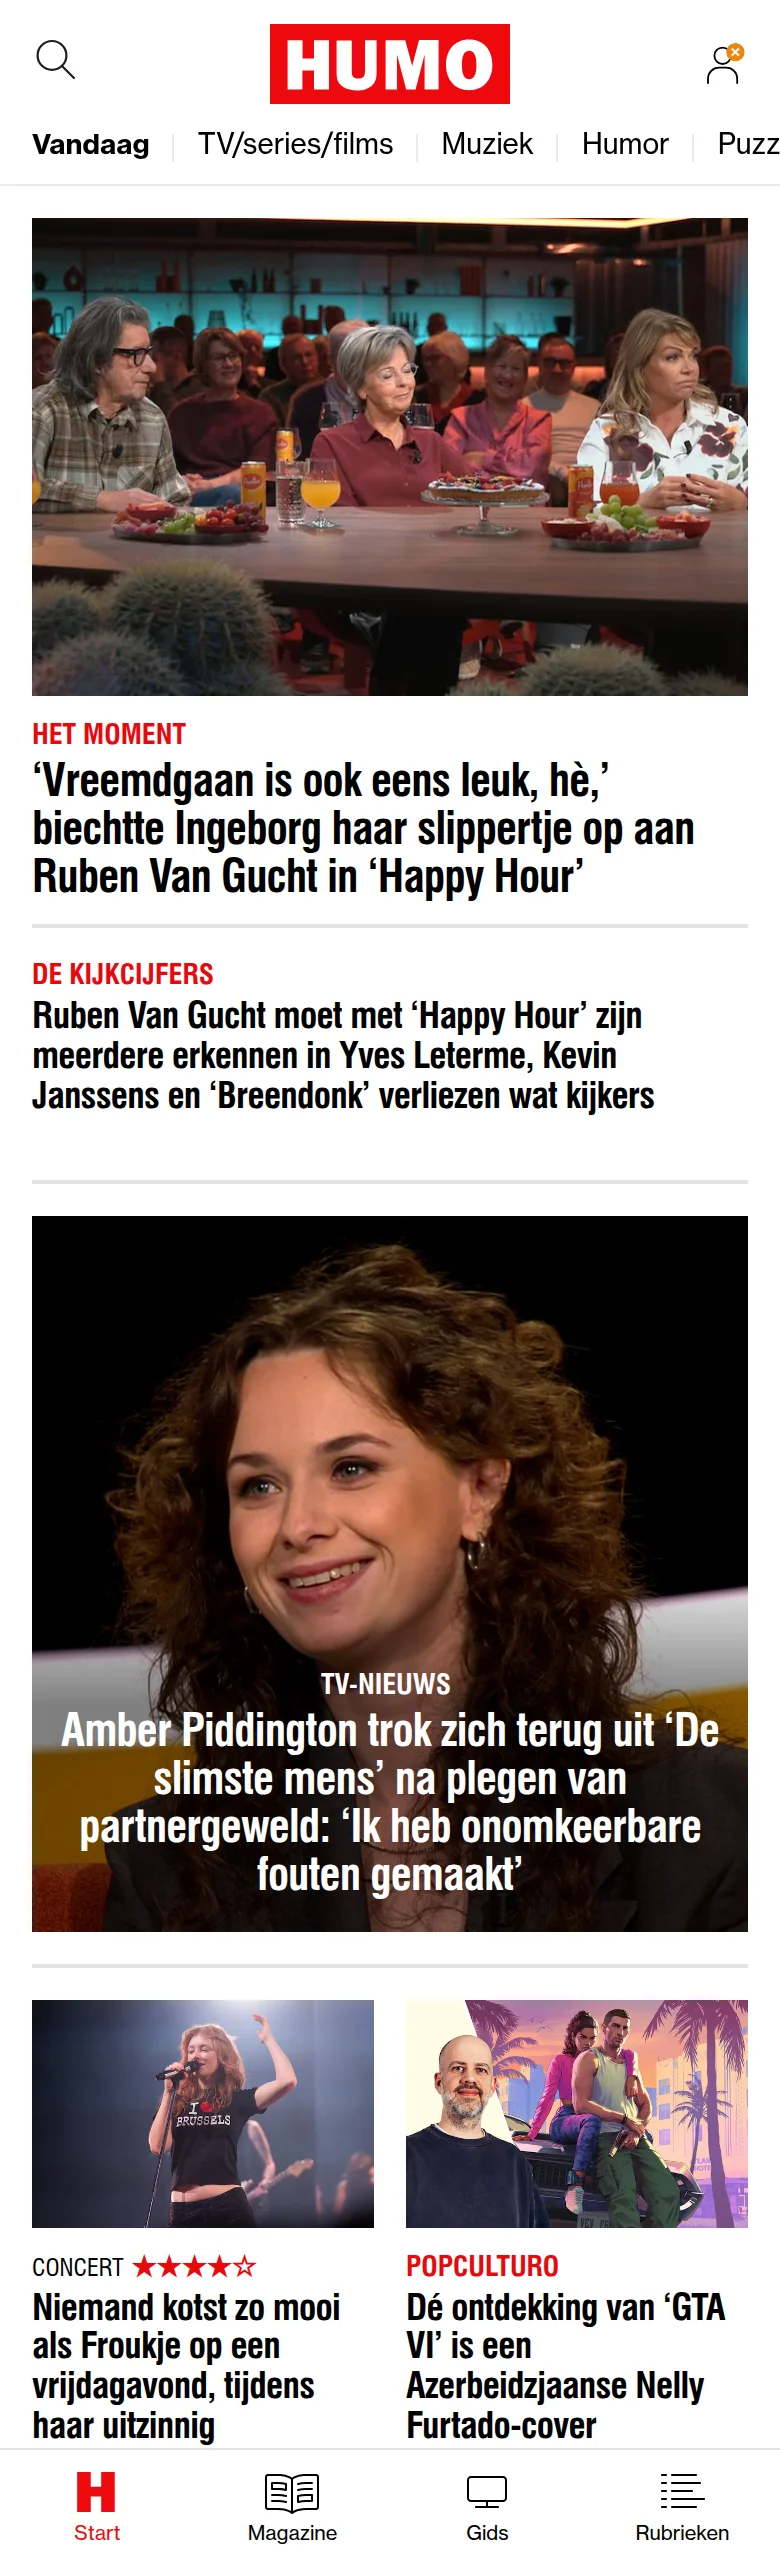 HUMO
Vandaag
TV/series/films
Muziek
Humor
Puzz
HET MOMENT
‘Vreemdgaan is ook eens leuk, hè,’
biechtte Ingeborg haar slippertje op aan
Ruben Van Gucht in ‘Happy Hour’
DE KIJKCIJFERS
Ruben Van Gucht moet met ‘Happy Hour’ zijn
meerdere erkennen in Yves Leterme, Kevin
Janssens en ‘Breendonk’ verliezen wat kijkers
TV-NIEUWS
Amber Piddington trok zich terug uit ‘De
slimste mens’ na plegen van
partnergeweld: ‘Ik heb onomkeerbare
fouten gemaakt’
I
BRUSSELS
CONCERT ★★★★☆
Niemand kotst zo mooi
als Froukje op een
vrijdagavond, tijdens
haar uitzinnig
POPCULTURO
Dé ontdekking van ‘GTA
VI’ is een
Azerbeidzjaanse Nelly
Furtado-cover
H
Start
Magazine
Gids
Rubrieken